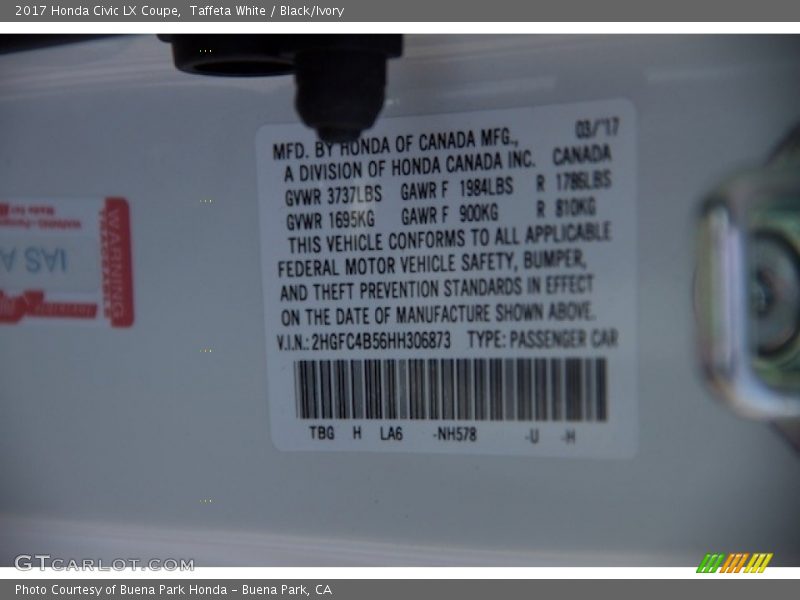 2017 Honda Civic LX Coupe,  Taffeta White / Black/Ivory
MFD. BY HONDA OF CANADA MFG., 03/'17
A DIVISION OF HONDA CANADA INC. CANADA
GVWR 3737LBS GAWR F 1984LBS R 1786LBS
GVWR 1695KG GAWR F 900KG R 810KG
THIS VEHICLE CONFORMS TO ALL APPLICABLE
FEDERAL MOTOR VEHICLE SAFETY, BUMPER,
AND THEFT PREVENTION STANDARDS IN EFFECT
ON THE DATE OF MANUFACTURE SHOWN ABOVE.
V.I.N.: 2HGFC4B56HH306873 TYPE: PASSENGER CAR
TBG H LA6 -NH578 -U -H
WARNING
GTCARLOT.COM
Photo Courtesy of Buena Park Honda – Buena Park, CA